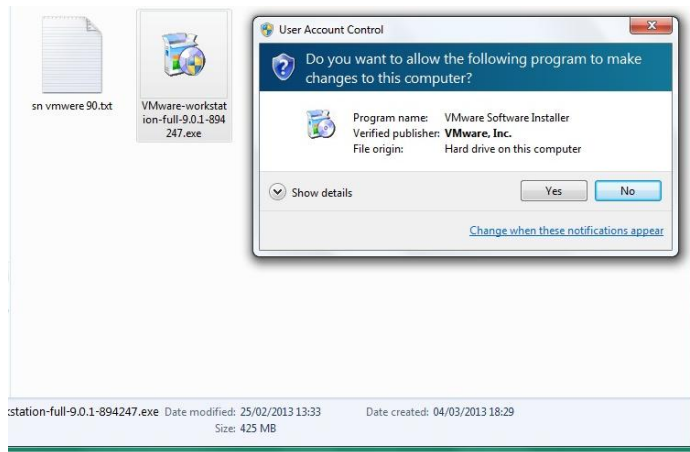 User Account Control
Do you want to allow the following program to make
changes to this computer?
sn vmwere 90.txt
VMware-workstat
ion-full-9.0.1-894
247.exe
Program name: VMware Software Installer
Verified publisher: VMware, Inc.
File origin: Hard drive on this computer
Show details
Yes
No
Change when these notifications appear
station-full-9.0.1-894247.exe Date modified: 25/02/2013 13:33 Date created: 04/03/2013 18:29
Size: 425 MB